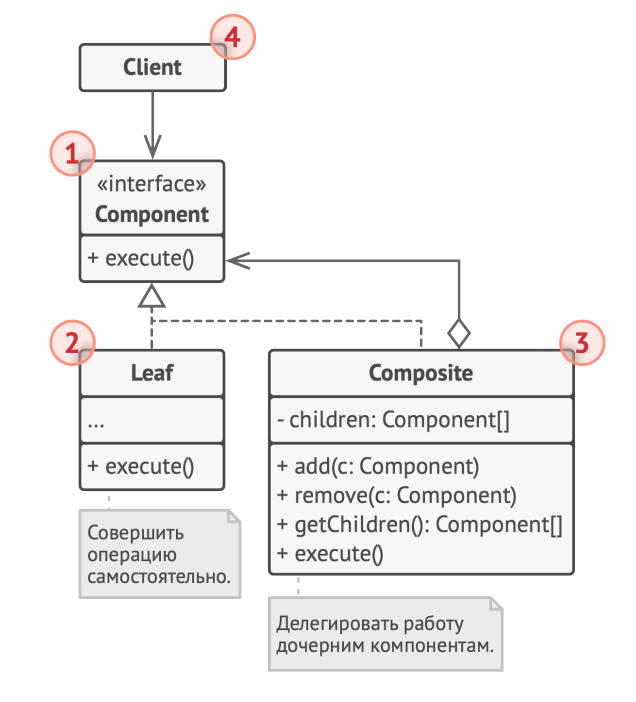 4
Client
1
«interface»
Component
+ execute()
2
Leaf
...
+ execute()
Совершить
операцию
самостоятельно.
3
Composite
- children: Component[]
+ add(c: Component)
+ remove(c: Component)
+ getChildren(): Component[]
+ execute()
Делегировать работу
дочерним компонентам.